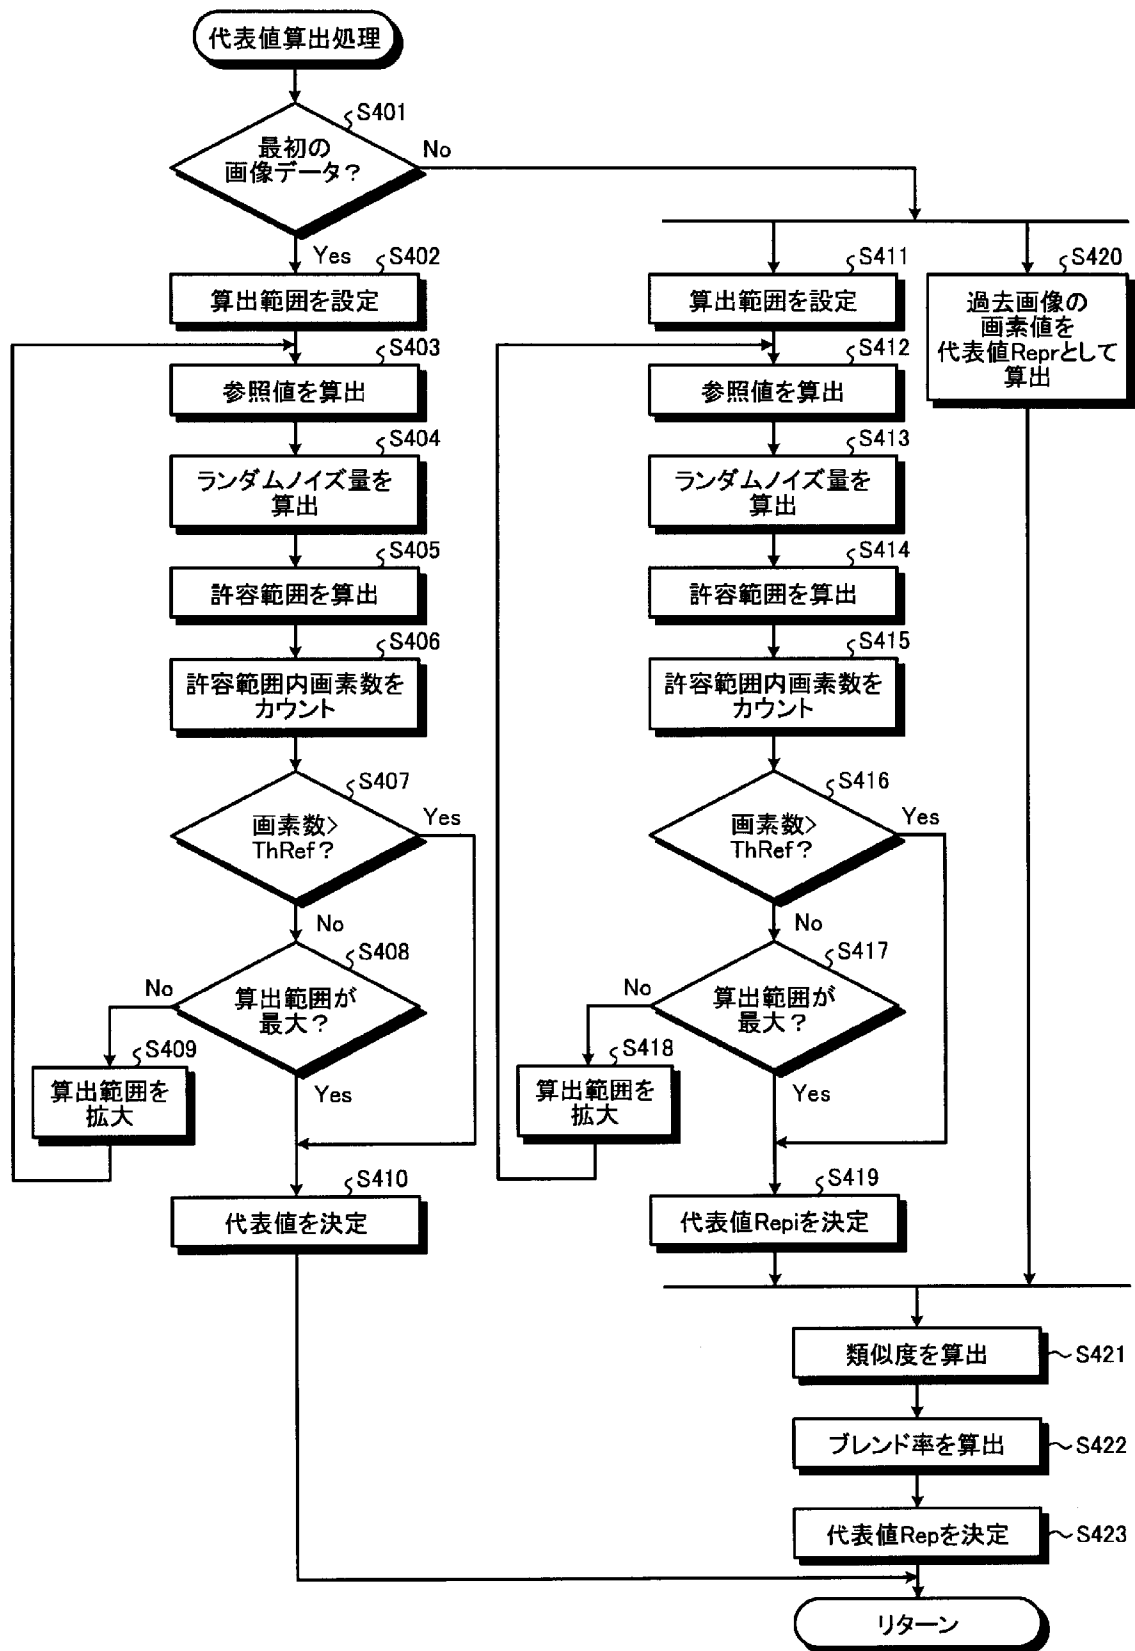 代表値算出処理
S401
最初の
画像データ?
No
Yes
S402
算出範囲を設定
S403
参照値を算出
S404
ランダムノイズ量を
算出
S405
許容範囲を算出
S406
許容範囲内画素数を
カウント
S407
画素数>
ThRef?
Yes
No
S408
算出範囲が
最大?
No
Yes
S409
算出範囲を
拡大
S410
代表値を決定
S411
算出範囲を設定
S412
参照値を算出
S413
ランダムノイズ量を
算出
S414
許容範囲を算出
S415
許容範囲内画素数を
カウント
S416
画素数>
ThRef?
Yes
No
S417
算出範囲が
最大?
No
Yes
S418
算出範囲を
拡大
S419
代表値Repiを決定
S420
過去画像の
画素値を
代表値Reprとして
算出
類似度を算出
S421
ブレンド率を算出
S422
代表値Repを決定
S423
リターン